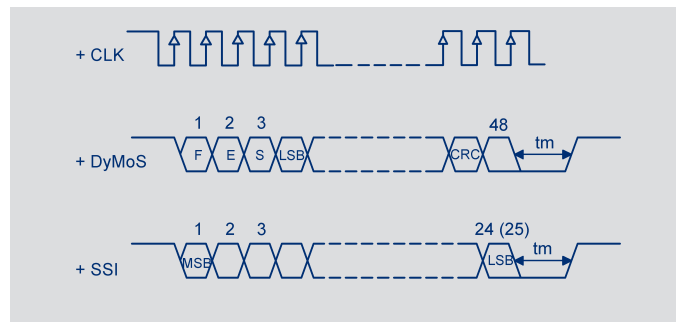 + CLK
1 2 3 48
+ DyMoS F E S LSB CRC tm
1 2 3 24 (25)
+ SSI MSB LSB tm